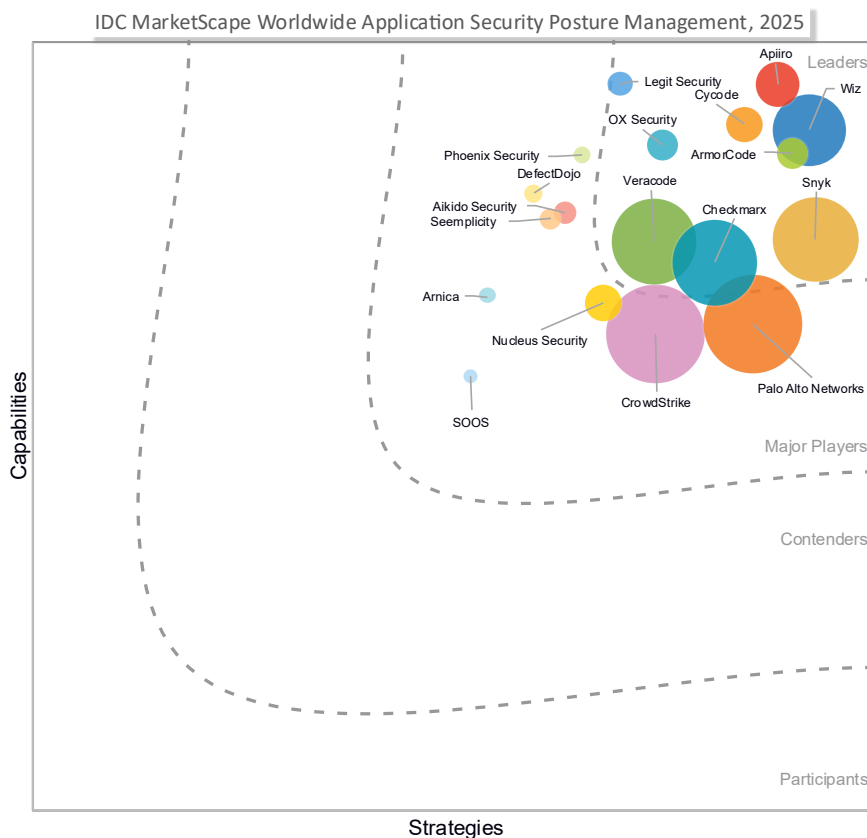 IDC MarketScape Worldwide Application Security Posture Management, 2025
Apiiro
Leaders
Legit Security
Wiz
Cycode
OX Security
ArmorCode
Phoenix Security
DefectDojo
Veracode
Snyk
Aikido Security
Checkmarx
Seemplicity
Arnica
Nucleus Security
Palo Alto Networks
CrowdStrike
SOOS
Major Players
Capabilities
Contenders
Participants
Strategies